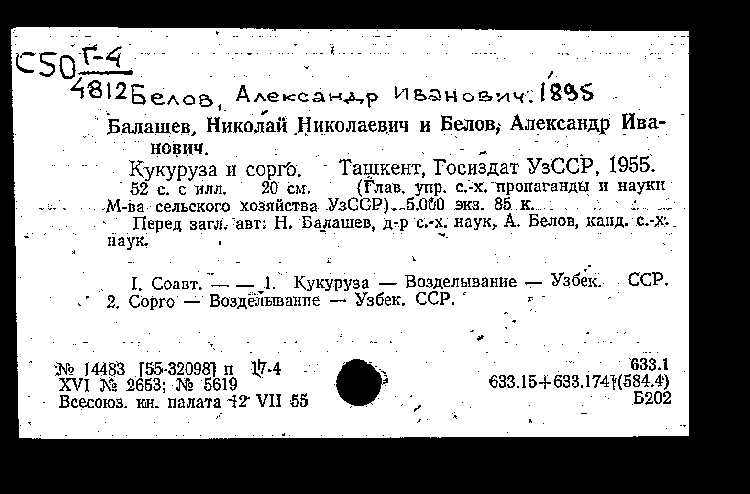 С50 Г-4
4812 Белов, Александр Иванович. 1895
Балашев, Николай Николаевич и Белов, Александр Ива-
нович.
Кукуруза и сорго. Ташкент, Госиздат УзССР, 1955.
52 с. с илл. 20 см. (Глав. упр. с.-х. пропаганды и науки
М-ва сельского хозяйства УзССР). 5.000 экз. 85 к.
Перед загл. авт: Н. Балашев, д-р с.-х. наук, А. Белов, канд. с.-х.
наук.
I. Соавт. — — 1. Кукуруза — Возделывание — Узбек. ССР.
2. Сорго — Возделывание — Узбек. ССР.
№ 14483 [55-32098] п 17-4
633.1
XVI № 2653; № 5619
633.15+633.174](584.4)
Всесоюз. кн. палата 12 VII 55
Б202